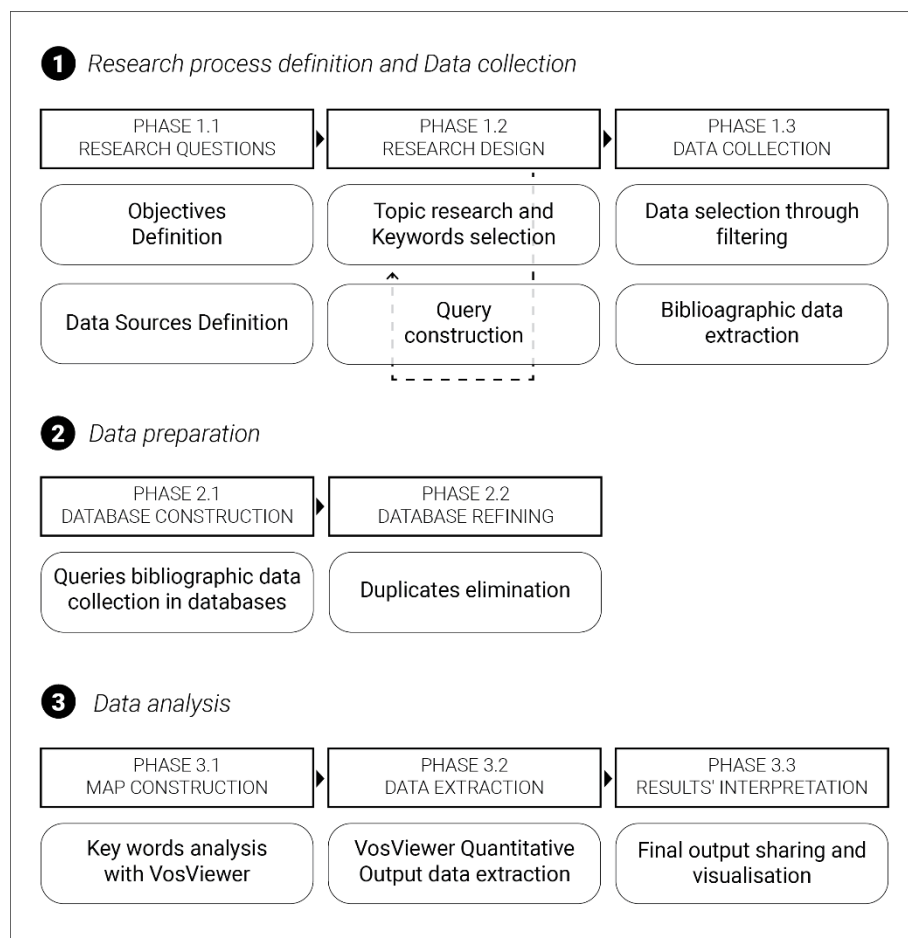 1 Research process definition and Data collection
PHASE 1.1
RESEARCH QUESTIONS
PHASE 1.2
RESEARCH DESIGN
PHASE 1.3
DATA COLLECTION
Objectives
Definition
Topic research and
Keywords selection
Data selection through
filtering
Data Sources Definition
Query
construction
Biblioagraphic data
extraction
2 Data preparation
PHASE 2.1
DATABASE CONSTRUCTION
PHASE 2.2
DATABASE REFINING
Queries bibliographic data
collection in databases
Duplicates elimination
3 Data analysis
PHASE 3.1
MAP CONSTRUCTION
PHASE 3.2
DATA EXTRACTION
PHASE 3.3
RESULTS' INTERPRETATION
Key words analysis
with VosViewer
VosViewer Quantitative
Output data extraction
Final output sharing and
visualisation